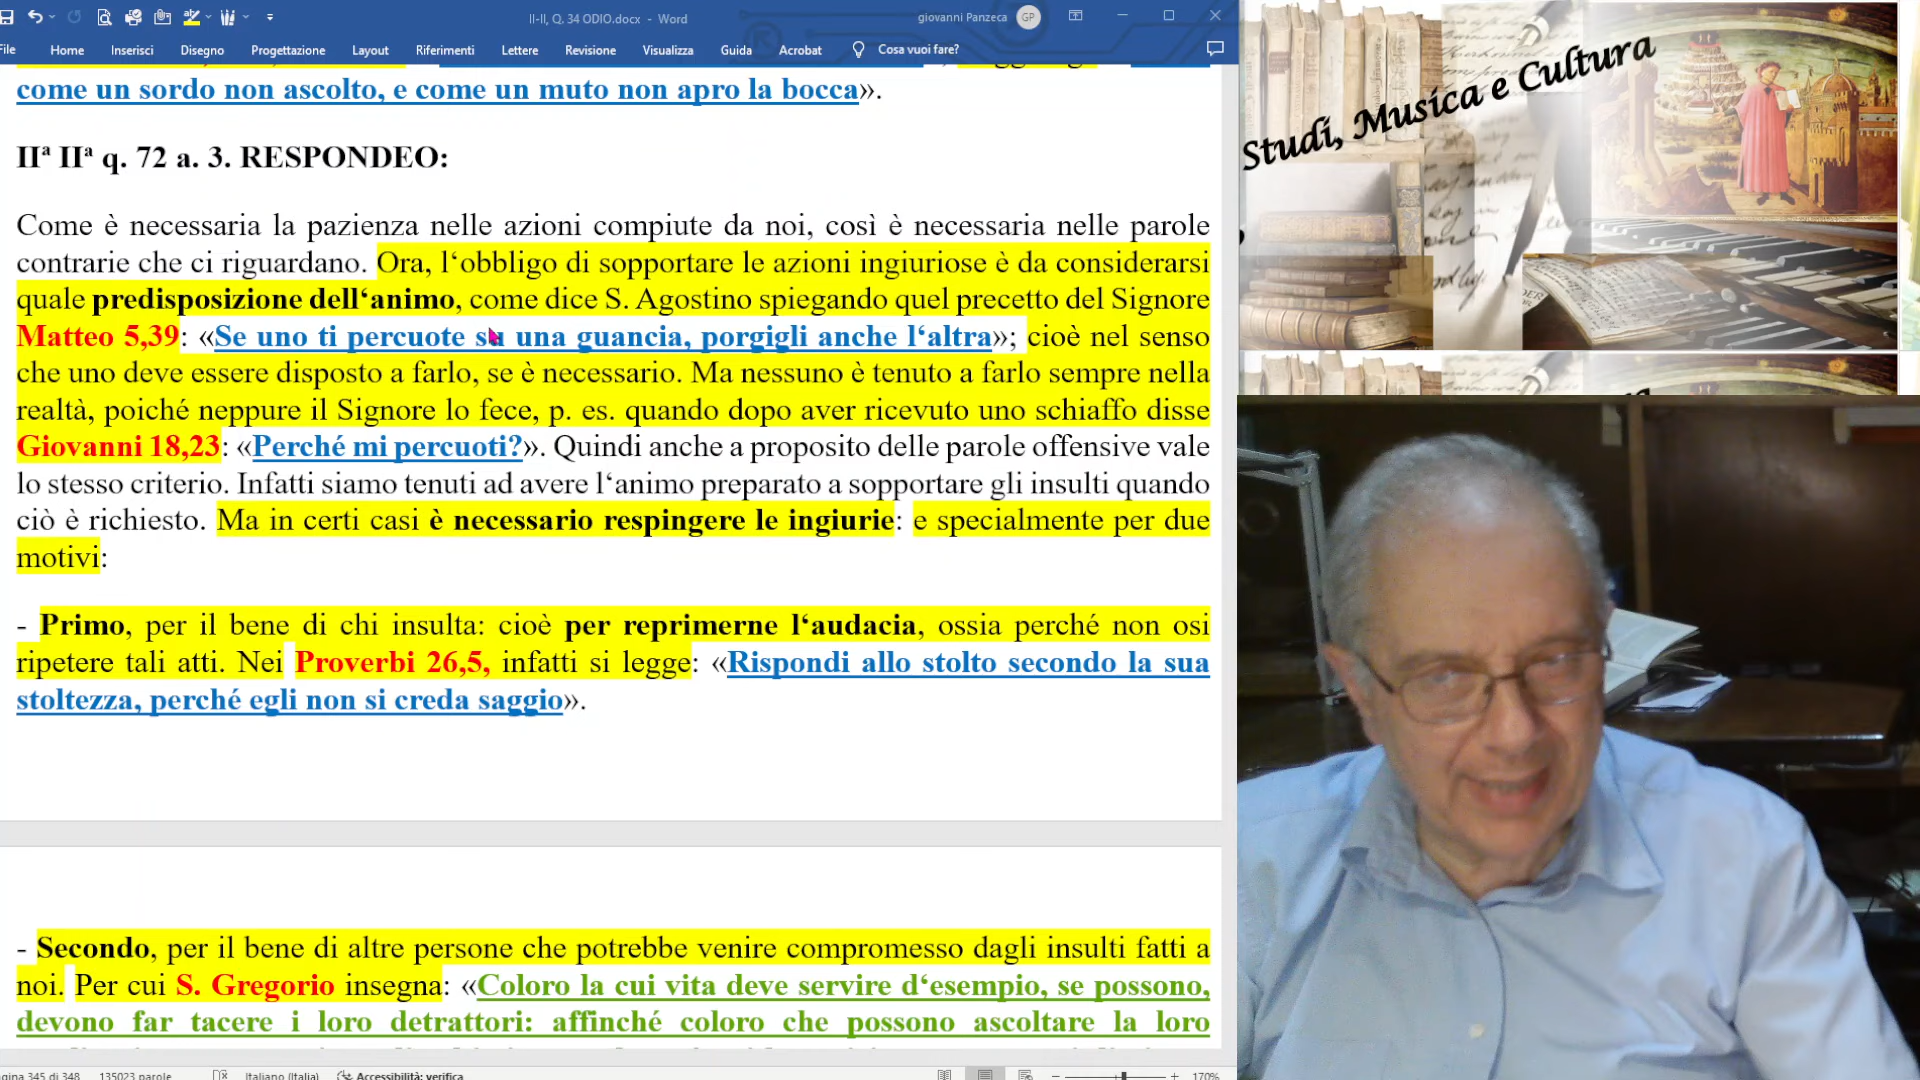 II-II, Q. 34 ODIO.docx - Word
giovanni Panzeca GP
File Home Inserisci Disegno Progettazione Layout Riferimenti Lettere Revisione Visualizza Guida Acrobat Cosa vuoi fare?
come un sordo non ascolto, e come un muto non apro la bocca».
IIª IIª q. 72 a. 3. RESPONDEO:
Come è necessaria la pazienza nelle azioni compiute da noi, così è necessaria nelle parole
contrarie che ci riguardano. Ora, l‘obbligo di sopportare le azioni ingiuriose è da considerarsi
quale predisposizione dell‘animo, come dice S. Agostino spiegando quel precetto del Signore
Matteo 5,39: «Se uno ti percuote su una guancia, porgigli anche l‘altra»; cioè nel senso
che uno deve essere disposto a farlo, se è necessario. Ma nessuno è tenuto a farlo sempre nella
realtà, poiché neppure il Signore lo fece, p. es. quando dopo aver ricevuto uno schiaffo disse
Giovanni 18,23: «Perché mi percuoti?». Quindi anche a proposito delle parole offensive vale
lo stesso criterio. Infatti siamo tenuti ad avere l‘animo preparato a sopportare gli insulti quando
ciò è richiesto. Ma in certi casi è necessario respingere le ingiurie: e specialmente per due
motivi:
- Primo, per il bene di chi insulta: cioè per reprimerne l‘audacia, ossia perché non osi
ripetere tali atti. Nei Proverbi 26,5, infatti si legge: «Rispondi allo stolto secondo la sua
stoltezza, perché egli non si creda saggio».
- Secondo, per il bene di altre persone che potrebbe venire compromesso dagli insulti fatti a
noi. Per cui S. Gregorio insegna: «Coloro la cui vita deve servire d‘esempio, se possono,
devono far tacere i loro detrattori: affinché coloro che possono ascoltare la loro
gina 345 di 348 135023 parole Italiano (Italia) Accessibilità: verifica 170%
Studi, Musica e Cultura